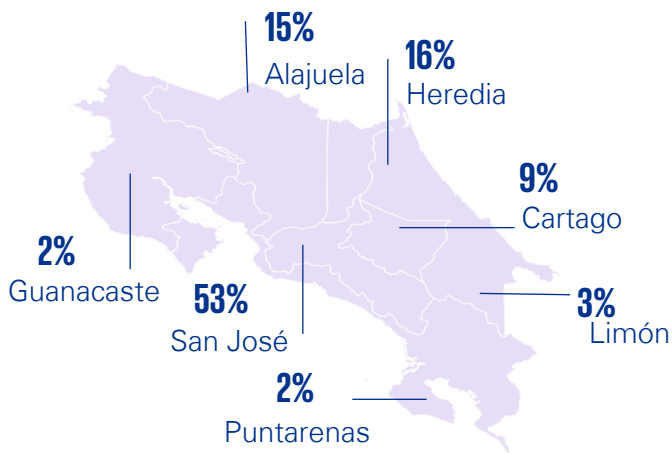 15%
Alajuela
16%
Heredia
9%
Cartago
2%
Guanacaste
53%
San José
3%
Limón
2%
Puntarenas